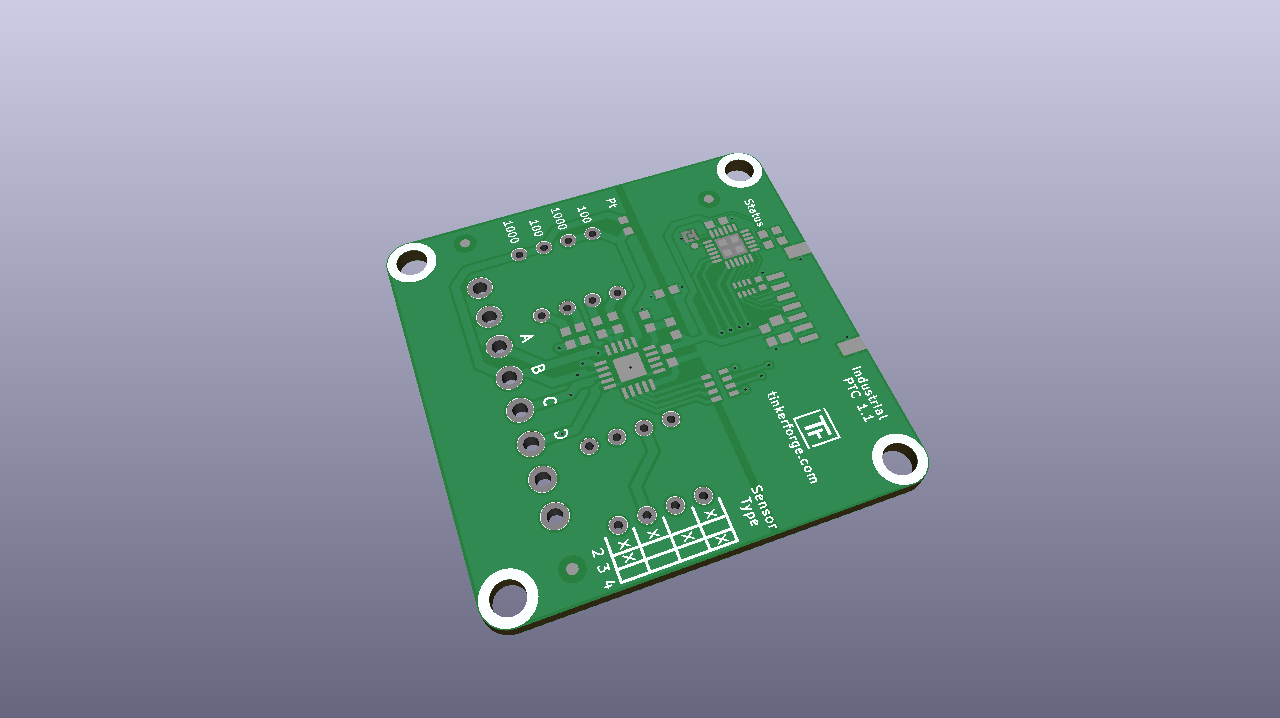 Pt
100
1000
100
1000
Status
A
B
C
D
Industrial
PTC 1.1
TF
tinkerforge.com
Sensor
Type
X X X
X X X
2
3
4